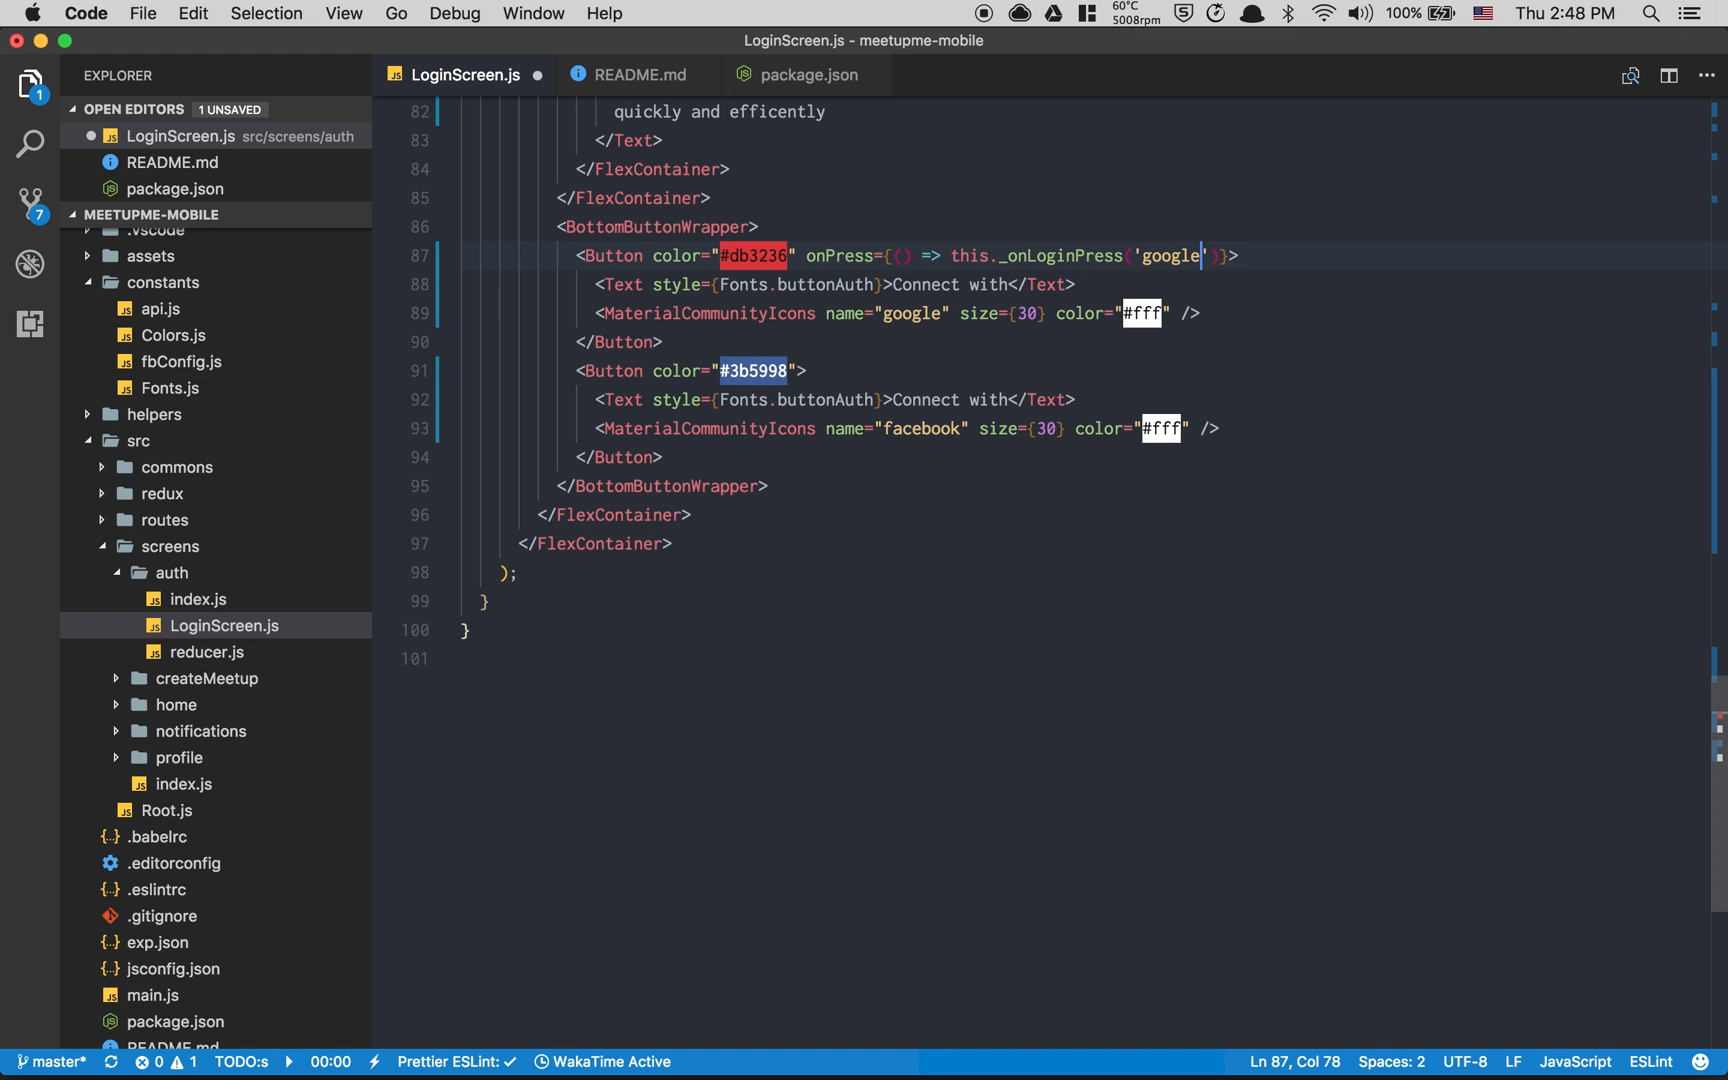 Code File Edit Selection View Go Debug Window Help 60°C 5008rpm 100% Thu 2:48 PM
LoginScreen.js - meetupme-mobile
EXPLORER
LoginScreen.js README.md package.json
1
OPEN EDITORS 1 UNSAVED
LoginScreen.js src/screens/auth
README.md
package.json
7
MEETUPME-MOBILE
.vscode
assets
constants
api.js
Colors.js
fbConfig.js
Fonts.js
helpers
src
commons
redux
routes
screens
auth
index.js
LoginScreen.js
reducer.js
createMeetup
home
notifications
profile
index.js
Root.js
.babelrc
.editorconfig
.eslintrc
.gitignore
exp.json
jsconfig.json
main.js
package.json
README.md
82 quickly and efficently
83 </Text>
84 </FlexContainer>
85 </FlexContainer>
86 <BottomButtonWrapper>
87 <Button color="#db3236" onPress={() => this._onLoginPress('google')}>
88 <Text style={Fonts.buttonAuth}>Connect with</Text>
89 <MaterialCommunityIcons name="google" size={30} color="#fff" />
90 </Button>
91 <Button color="#3b5998">
92 <Text style={Fonts.buttonAuth}>Connect with</Text>
93 <MaterialCommunityIcons name="facebook" size={30} color="#fff" />
94 </Button>
95 </BottomButtonWrapper>
96 </FlexContainer>
97 </FlexContainer>
98 );
99 }
100 }
101
master* 0 1 TODO:s 00:00 Prettier ESLint: ✓ WakaTime Active Ln 87, Col 78 Spaces: 2 UTF-8 LF JavaScript ESLint